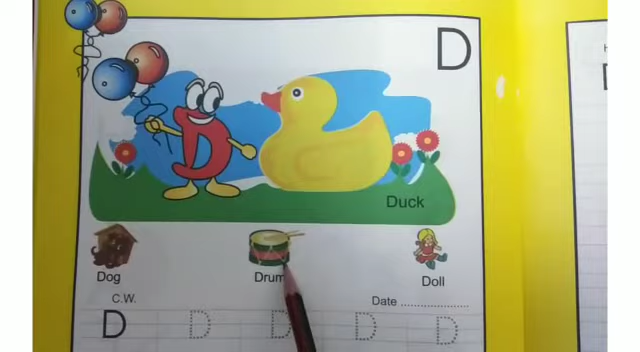 D
Duck
Dog
Drum
Doll
C.W.
Date ....................
D D D D D